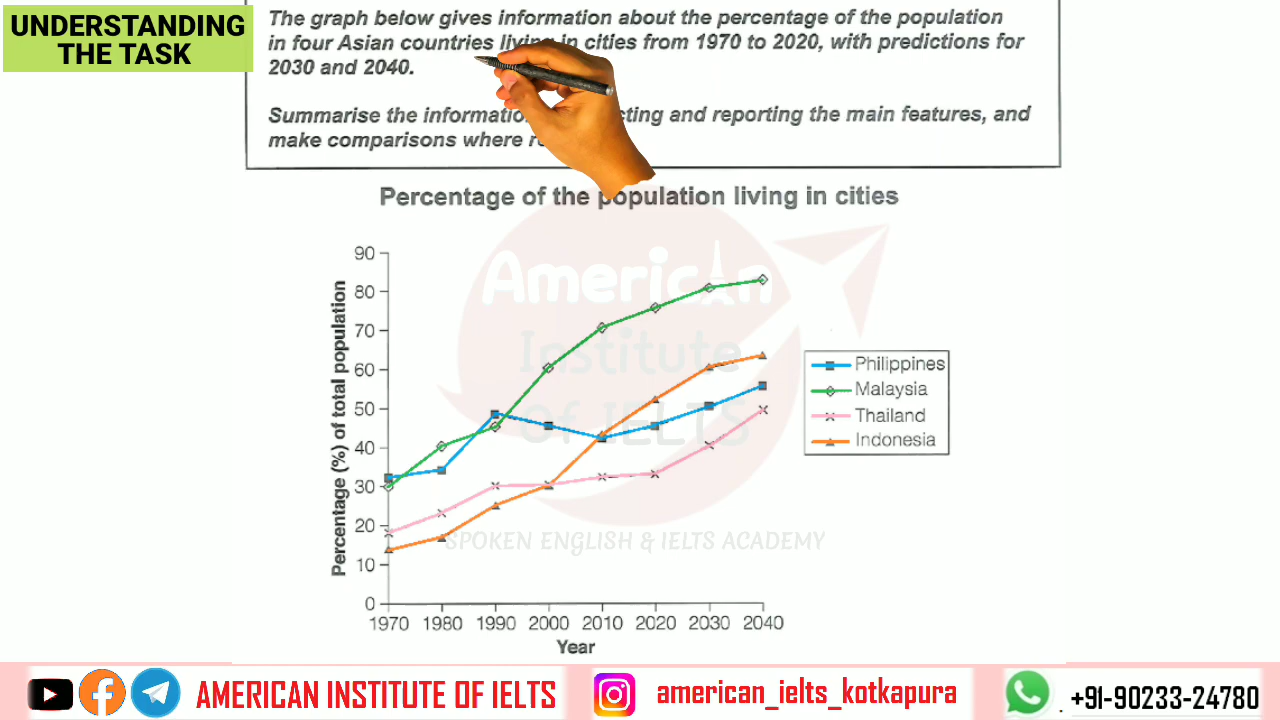 UNDERSTANDING
THE TASK
The graph below gives information about the percentage of the population
in four Asian countries living in cities from 1970 to 2020, with predictions for
2030 and 2040.
Summarise the information cting and reporting the main features, and
make comparisons where r
Percentage of the population living in cities
Percentage (%) of total population
90
80
70
60
50
40
30
20
10
0
1970 1980 1990 2000 2010 2020 2030 2040
Year
Philippines
Malaysia
Thailand
Indonesia
American
Institute
of IELTS
SPOKEN ENGLISH & IELTS ACADEMY
AMERICAN INSTITUTE OF IELTS
american_ielts_kotkapura
. +91-90233-24780